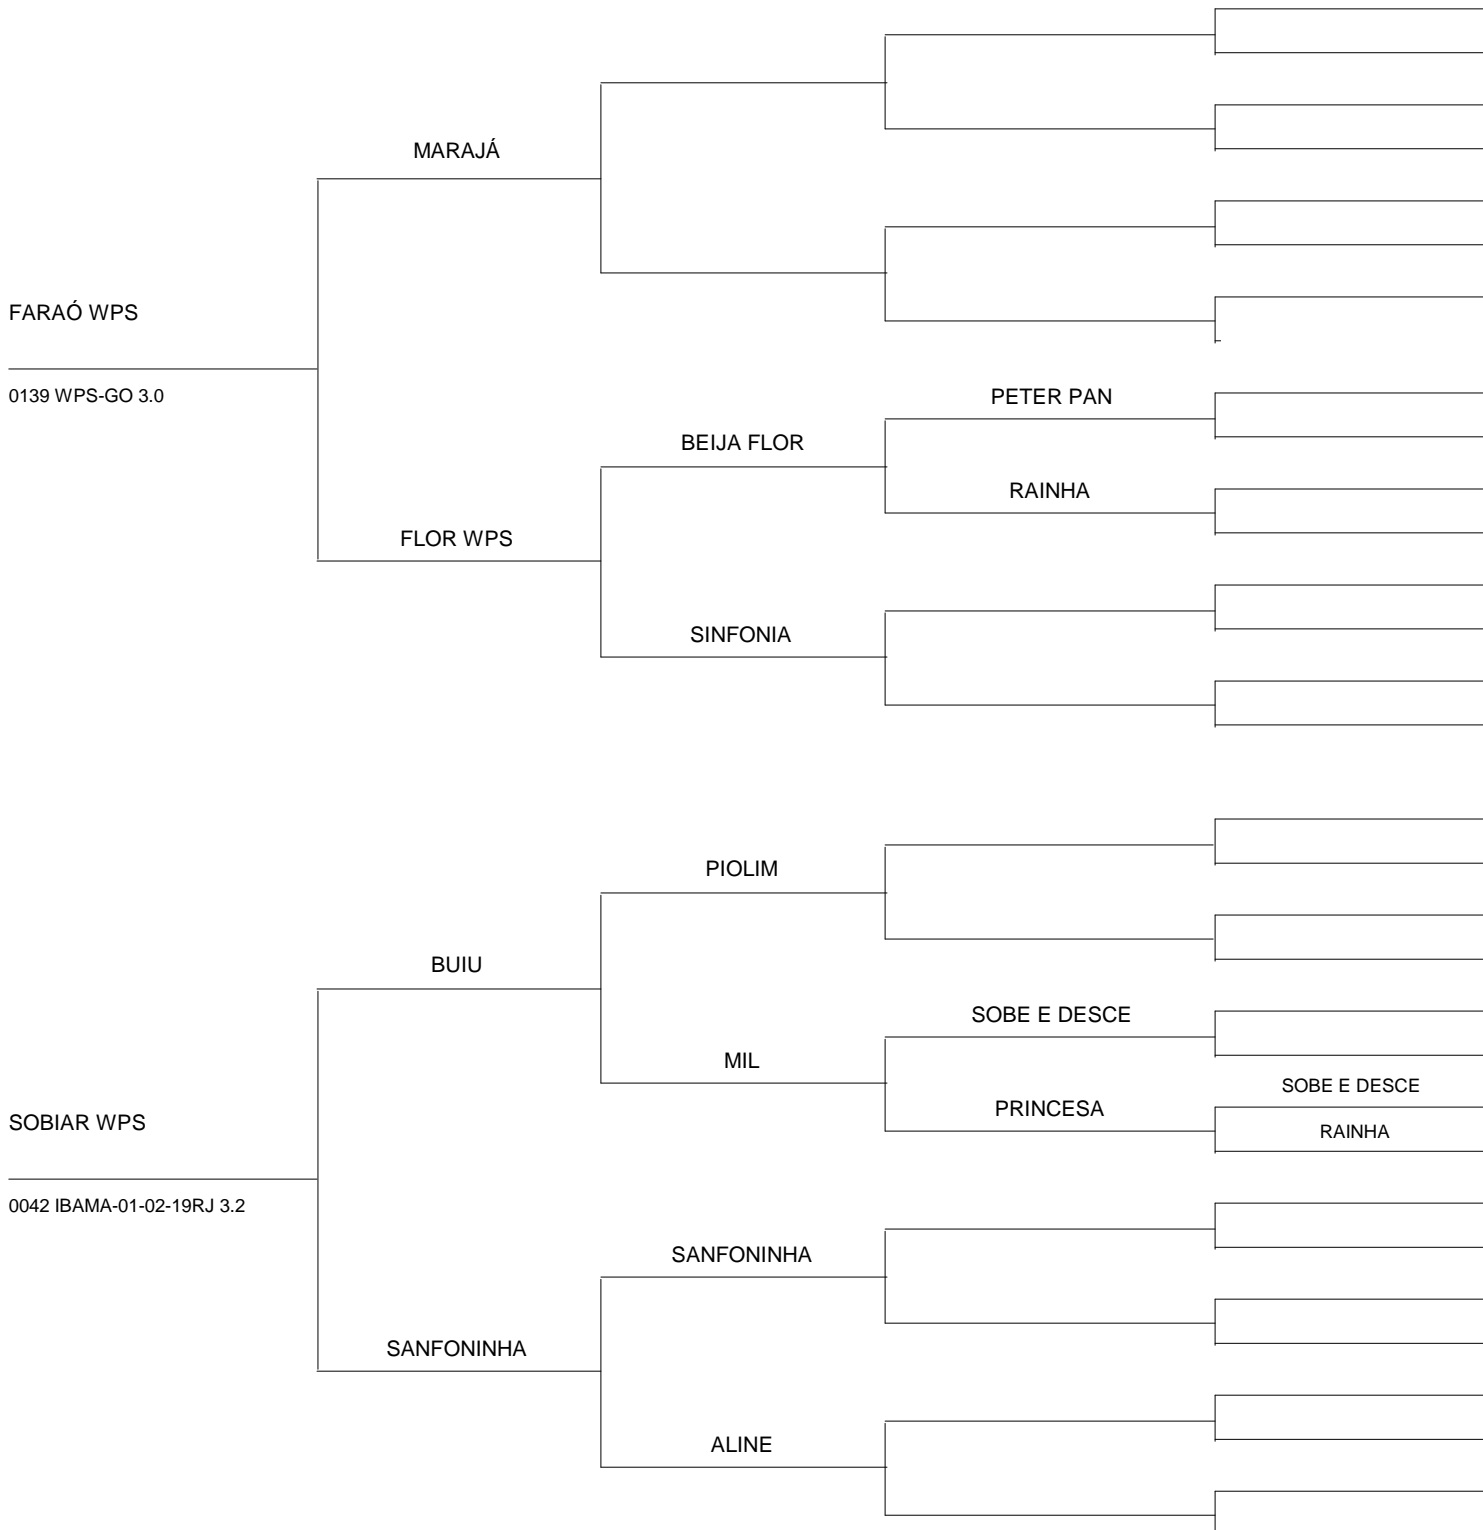 MARAJÁ
FARAÓ WPS
0139 WPS-GO 3.0
PETER PAN
BEIJA FLOR
RAINHA
FLOR WPS
SINFONIA
PIOLIM
BUIU
SOBE E DESCE
MIL
SOBE E DESCE
PRINCESA
SOBIAR WPS
RAINHA
0042 IBAMA-01-02-19RJ 3.2
SANFONINHA
SANFONINHA
ALINE